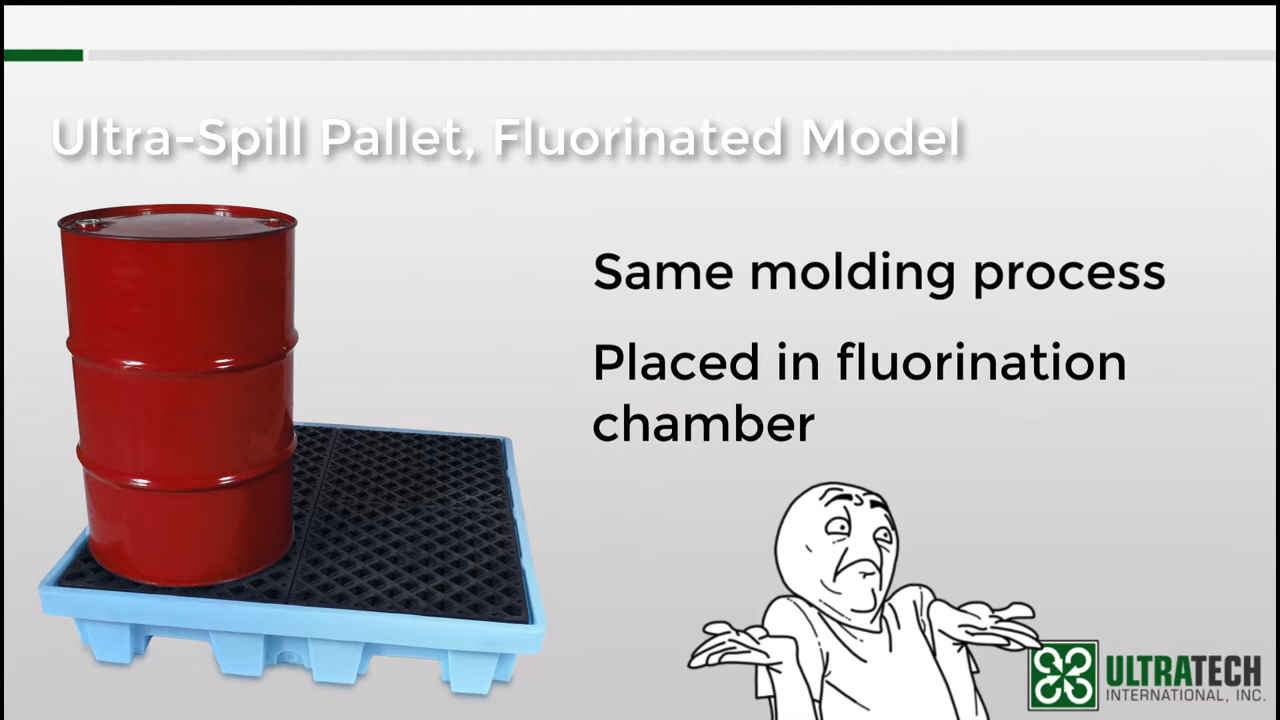 Ultra-Spill Pallet, Fluorinated Model
Same molding process
Placed in fluorination
chamber
ULTRATECH
INTERNATIONAL, INC.